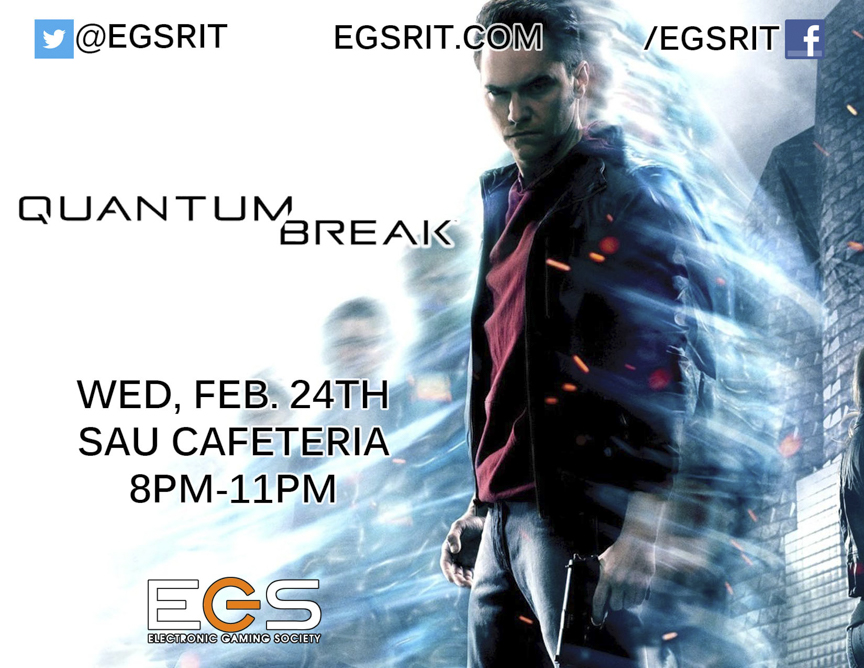 @EGSRIT
EGSRIT.COM
/EGSRIT f
QUANTUM
BREAK
WED, FEB. 24TH
SAU CAFETERIA
8PM-11PM
EGS
ELECTRONIC GAMING SOCIETY